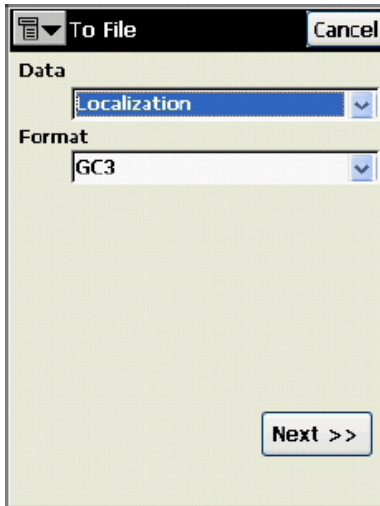 To File Cancel
Data
Localization
Format
GC3
Next >>